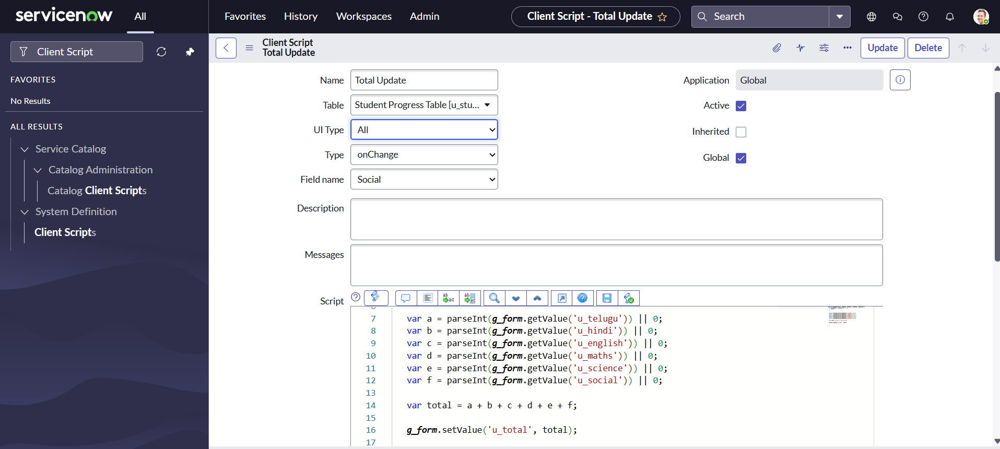 servicenow
All
Favorites
History
Workspaces
Admin
Client Script - Total Update
Search
Client Script
FAVORITES
No Results
ALL RESULTS
Service Catalog
Catalog Administration
Catalog Client Scripts
System Definition
Client Scripts
Client Script
Total Update
Update
Delete
Name
Total Update
Application
Global
Table
Student Progress Table [u_stu...
Active
UI Type
All
Inherited
Type
onChange
Global
Field name
Social
Description
Messages
Script
7 var a = parseInt(g_form.getValue('u_telugu')) || 0;
8 var b = parseInt(g_form.getValue('u_hindi')) || 0;
9 var c = parseInt(g_form.getValue('u_english')) || 0;
10 var d = parseInt(g_form.getValue('u_maths')) || 0;
11 var e = parseInt(g_form.getValue('u_science')) || 0;
12 var f = parseInt(g_form.getValue('u_social')) || 0;
13
14 var total = a + b + c + d + e + f;
15
16 g_form.setValue('u_total', total);
17